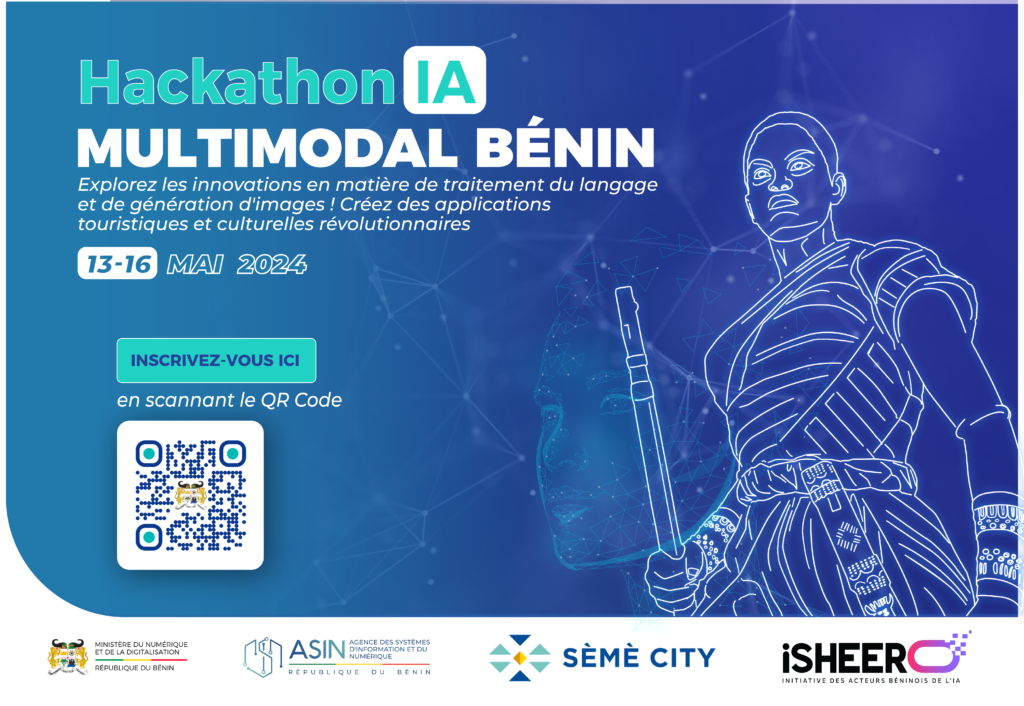 Hackathon IA
MULTIMODAL BÉNIN
Explorez les innovations en matière de traitement du langage
et de génération d'images ! Créez des applications
touristiques et culturelles révolutionnaires
13-16 MAI 2024
INSCRIVEZ-VOUS ICI
en scannant le QR Code
MINISTÈRE DU NUMÉRIQUE
ET DE LA DIGITALISATION
RÉPUBLIQUE DU BÉNIN
ASIN
AGENCE DES SYSTÈMES
D'INFORMATION ET DU
NUMÉRIQUE
RÉPUBLIQUE DU BÉNIN
SÈMÈ CITY
iSHEERO
INITIATIVE DES ACTEURS BÉNINOIS DE L'IA